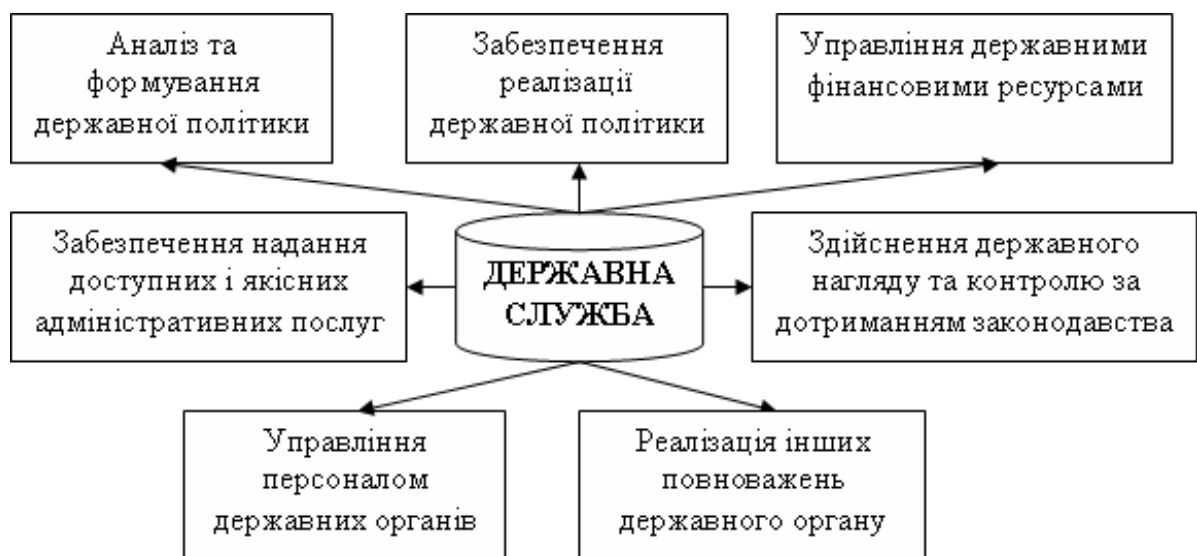 Аналіз та
формування
державної політики
Забезпечення
реалізації
державної політики
Управління державними
фінансовими ресурсами
Забезпечення надання
доступних і якісних
адміністративних послуг
ДЕРЖАВНА
СЛУЖБА
Здійснення державного
нагляду та контролю за
дотриманням законодавства
Управління
персоналом
державних органів
Реалізація інших
повноважень
державного органу